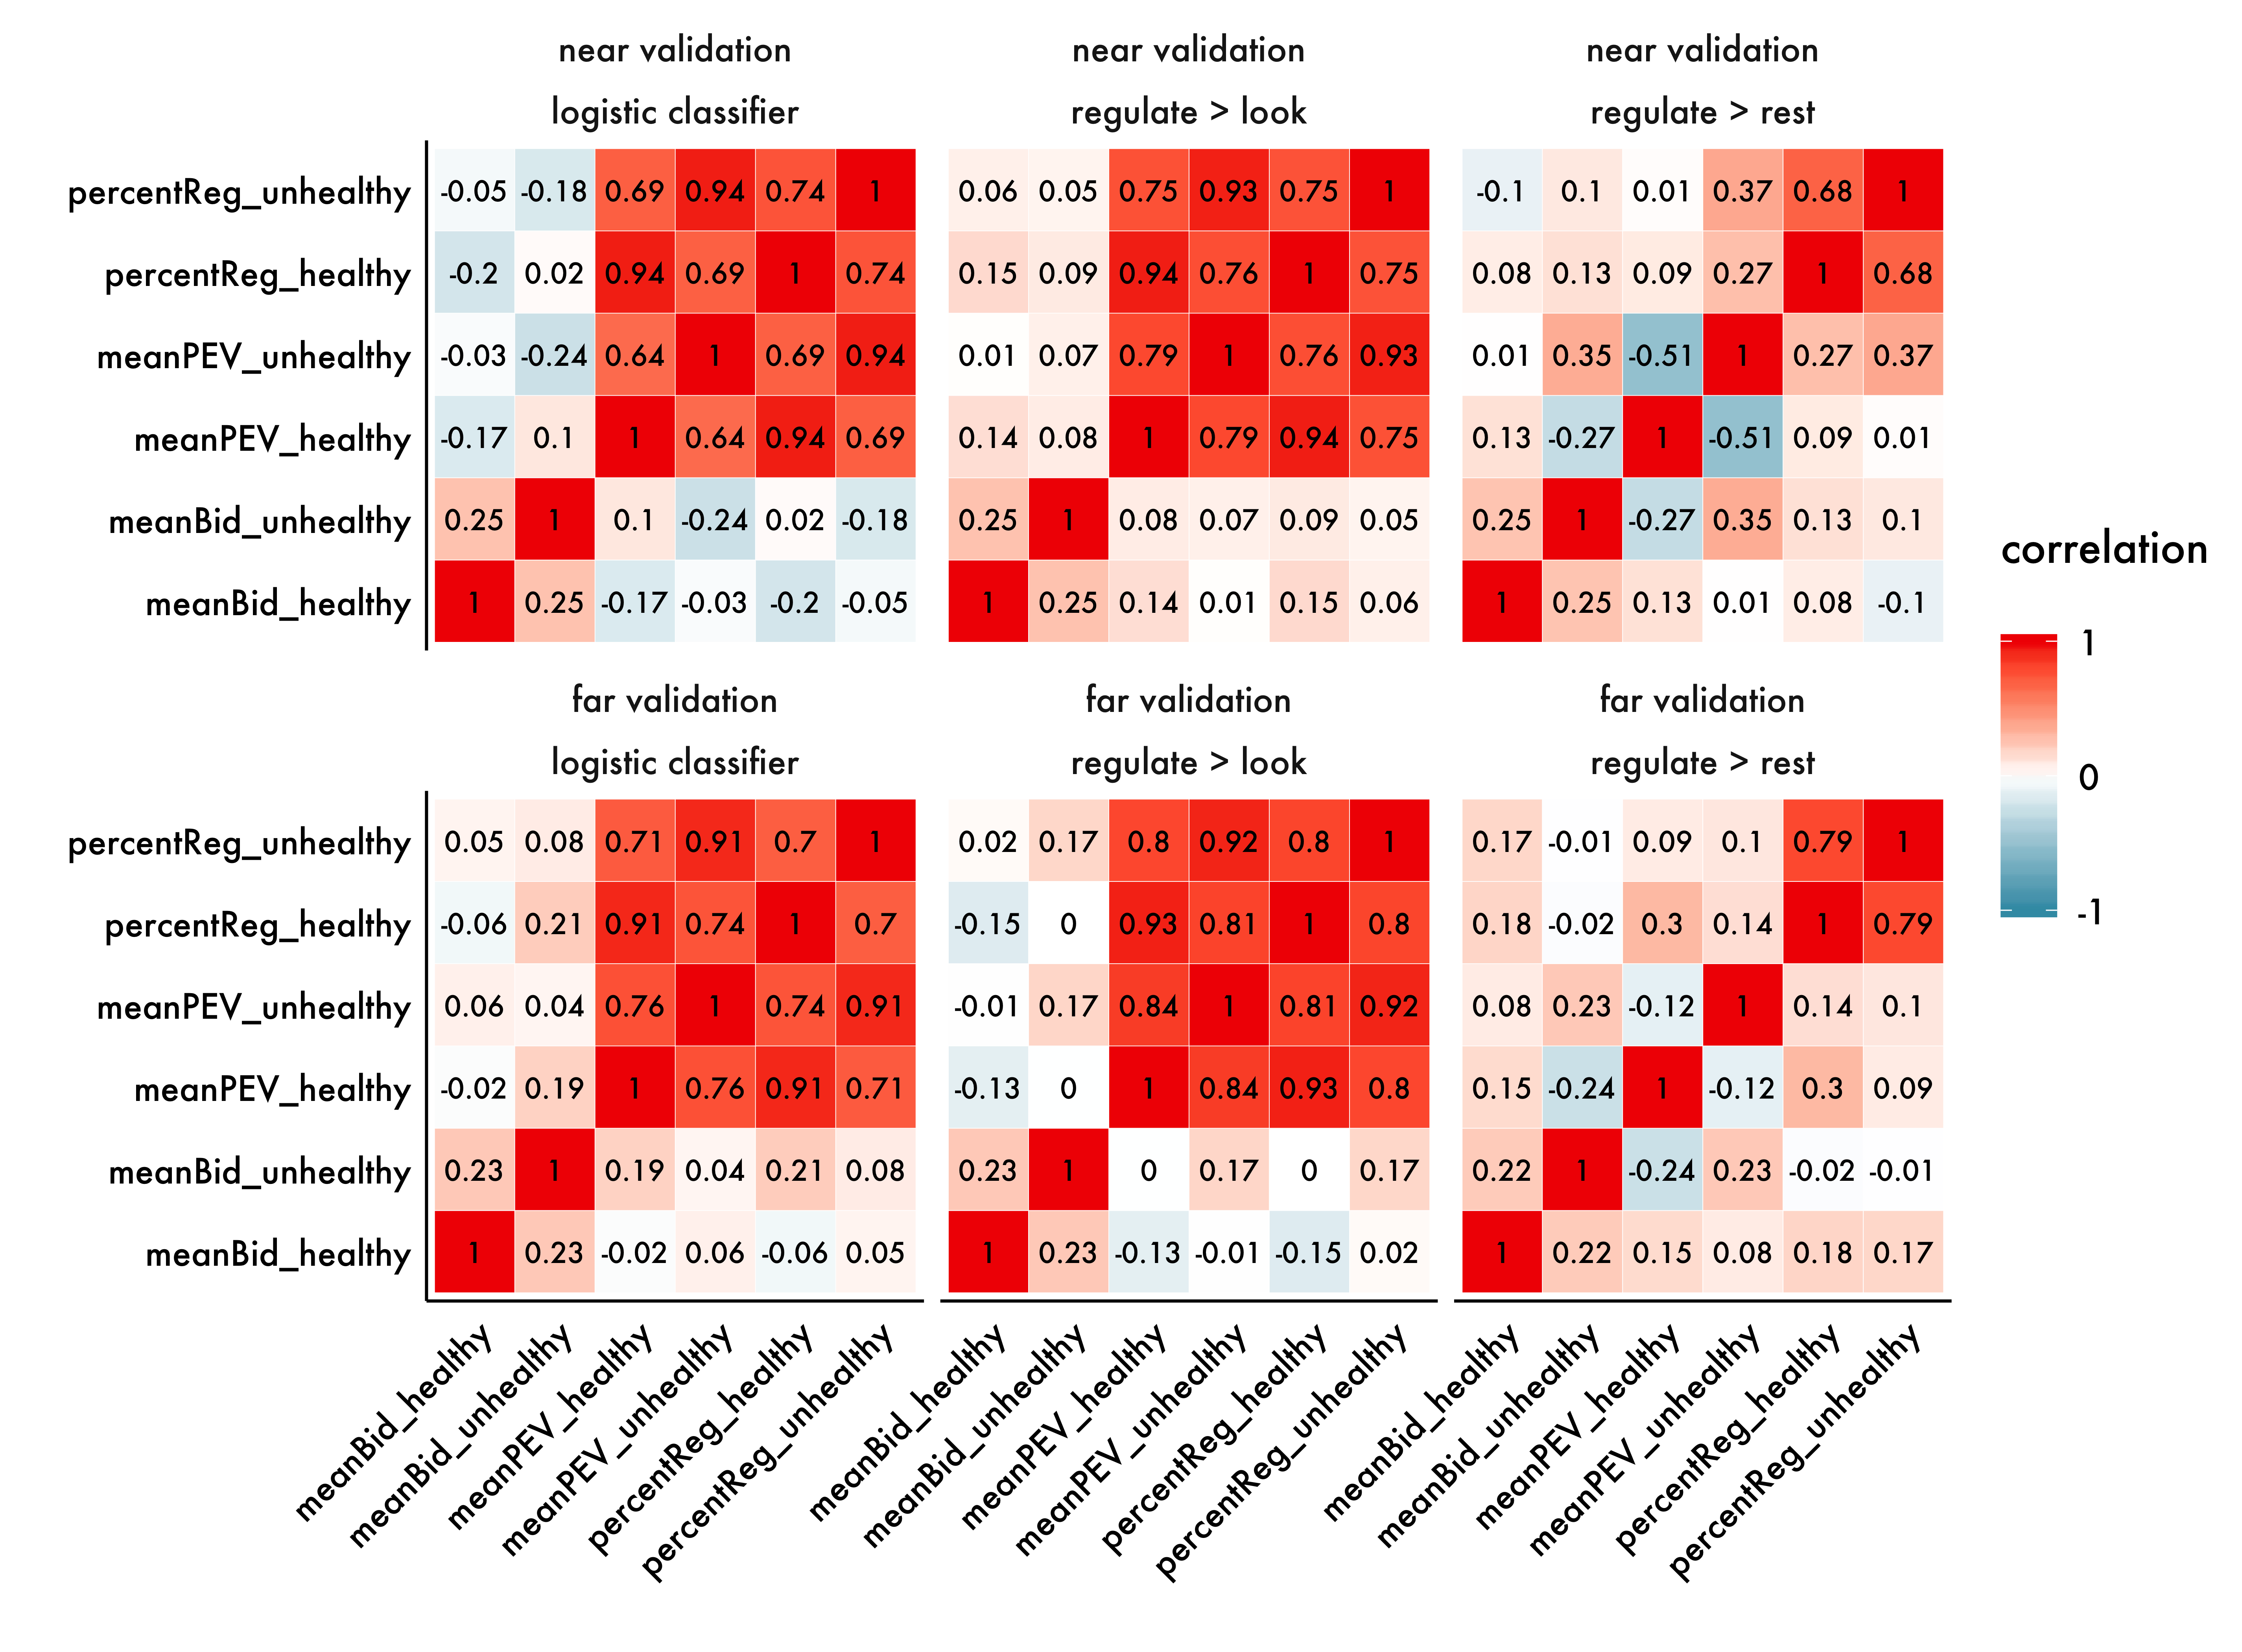 near validation near validation near validation
logistic classifier regulate > look regulate > rest
percentReg_unhealthy -0.05 -0.18 0.69 0.94 0.74 1 0.06 0.05 0.75 0.93 0.75 1 -0.1 0.1 0.01 0.37 0.68 1
percentReg_healthy -0.2 0.02 0.94 0.69 1 0.74 0.15 0.09 0.94 0.76 1 0.75 0.08 0.13 0.09 0.27 1 0.68
meanPEV_unhealthy -0.03 -0.24 0.64 1 0.69 0.94 0.01 0.07 0.79 1 0.76 0.93 0.01 0.35 -0.51 1 0.27 0.37
meanPEV_healthy -0.17 0.1 1 0.64 0.94 0.69 0.14 0.08 1 0.79 0.94 0.75 0.13 -0.27 1 -0.51 0.09 0.01
meanBid_unhealthy 0.25 1 0.1 -0.24 0.02 -0.18 0.25 1 0.08 0.07 0.09 0.05 0.25 1 -0.27 0.35 0.13 0.1
meanBid_healthy 1 0.25 -0.17 -0.03 -0.2 -0.05 1 0.25 0.14 0.01 0.15 0.06 1 0.25 0.13 0.01 0.08 -0.1
correlation
1
0
-1
far validation far validation far validation
logistic classifier regulate > look regulate > rest
percentReg_unhealthy 0.05 0.08 0.71 0.91 0.7 1 0.02 0.17 0.8 0.92 0.8 1 0.17 -0.01 0.09 0.1 0.79 1
percentReg_healthy -0.06 0.21 0.91 0.74 1 0.7 -0.15 0 0.93 0.81 1 0.8 0.18 -0.02 0.3 0.14 1 0.79
meanPEV_unhealthy 0.06 0.04 0.76 1 0.74 0.91 -0.01 0.17 0.84 1 0.81 0.92 0.08 0.23 -0.12 1 0.14 0.1
meanPEV_healthy -0.02 0.19 1 0.76 0.91 0.71 -0.13 0 1 0.84 0.93 0.8 0.15 -0.24 1 -0.12 0.3 0.09
meanBid_unhealthy 0.23 1 0.19 0.04 0.21 0.08 0.23 1 0 0.17 0 0.17 0.22 1 -0.24 0.23 -0.02 -0.01
meanBid_healthy 1 0.23 -0.02 0.06 -0.06 0.05 1 0.23 -0.13 -0.01 -0.15 0.02 1 0.22 0.15 0.08 0.18 0.17
meanBid_healthy
meanBid_unhealthy
meanPEV_healthy
meanPEV_unhealthy
percentReg_healthy
percentReg_unhealthy
meanBid_healthy
meanBid_unhealthy
meanPEV_healthy
meanPEV_unhealthy
percentReg_healthy
percentReg_unhealthy
meanBid_healthy
meanBid_unhealthy
meanPEV_healthy
meanPEV_unhealthy
percentReg_healthy
percentReg_unhealthy